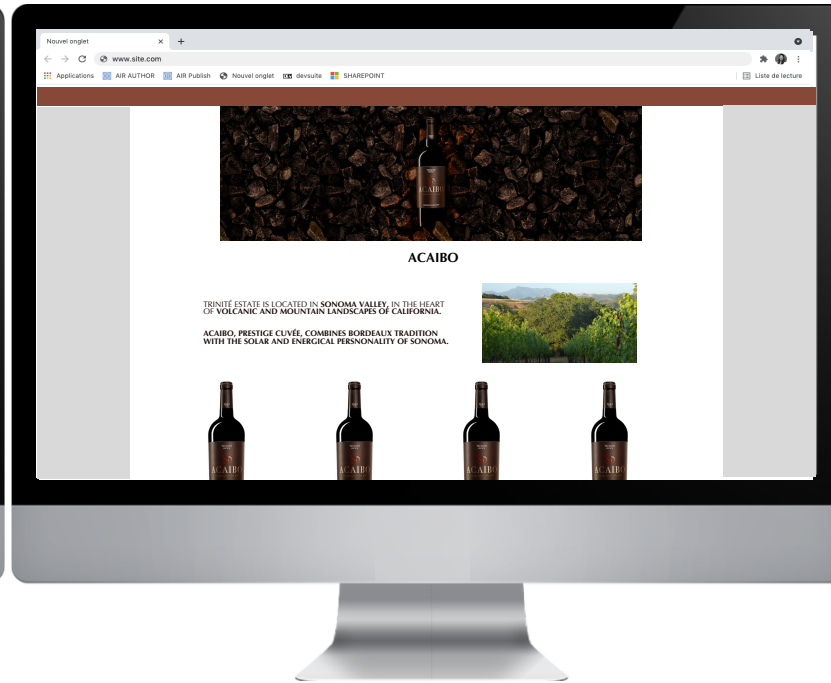 Nouvel onglet
www.site.com
Applications AIR AUTHOR AIR Publish Nouvel onglet devsuite SHAREPOINT Liste de lecture
ACAIBO
ACAIBO
TRINITÉ ESTATE IS LOCATED IN SONOMA VALLEY, IN THE HEART
OF VOLCANIC AND MOUNTAIN LANDSCAPES OF CALIFORNIA.
ACAIBO, PRESTIGE CUVÉE, COMBINES BORDEAUX TRADITION
WITH THE SOLAR AND ENERGICAL PERSNONALITY OF SONOMA.
ACAIBO ACAIBO ACAIBO ACAIBO